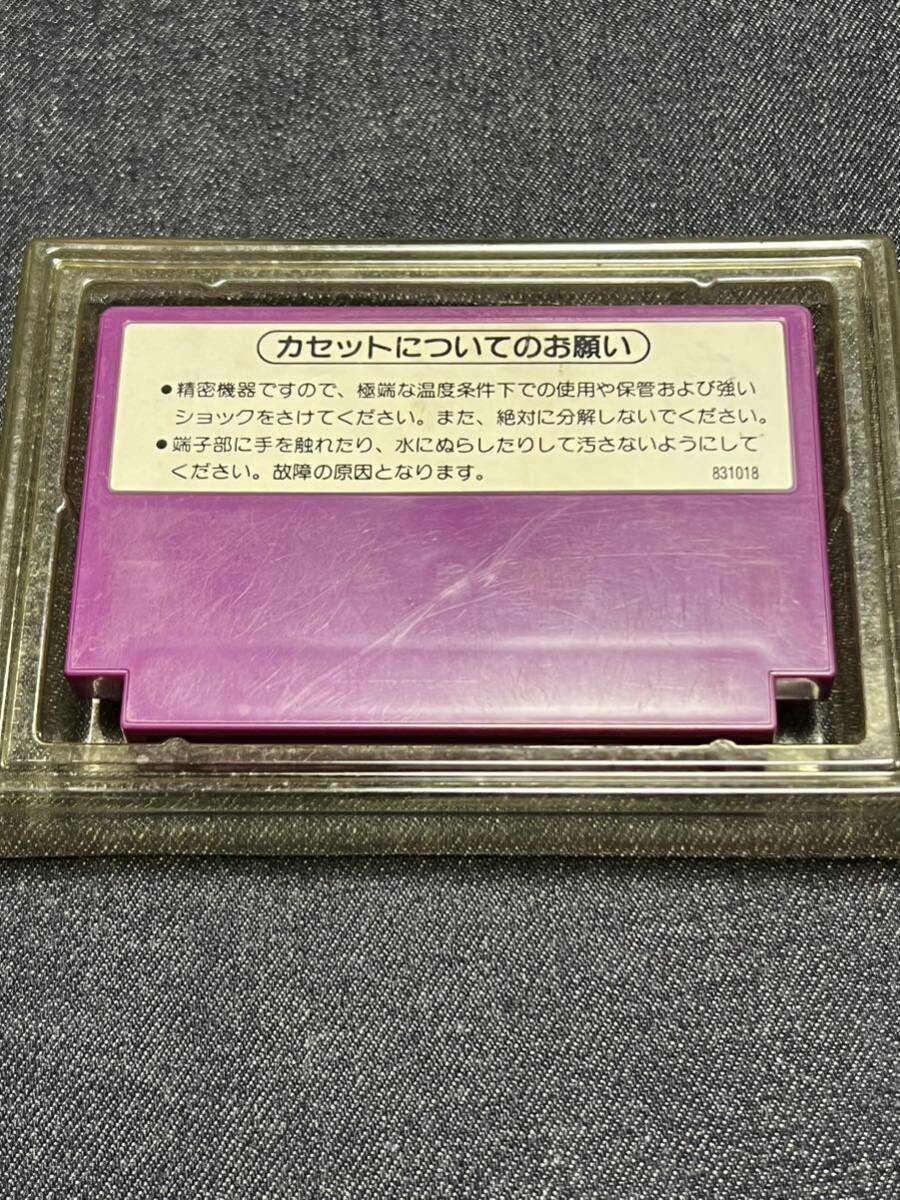 カセットについてのお願い
●精密機器ですので、極端な温度条件下での使用や保管および強い
ショックをさけてください。また、絶対に分解しないでください。
●端子部に手を触れたり、水にぬらしたりして汚さないようにして
ください。故障の原因となります。
831018